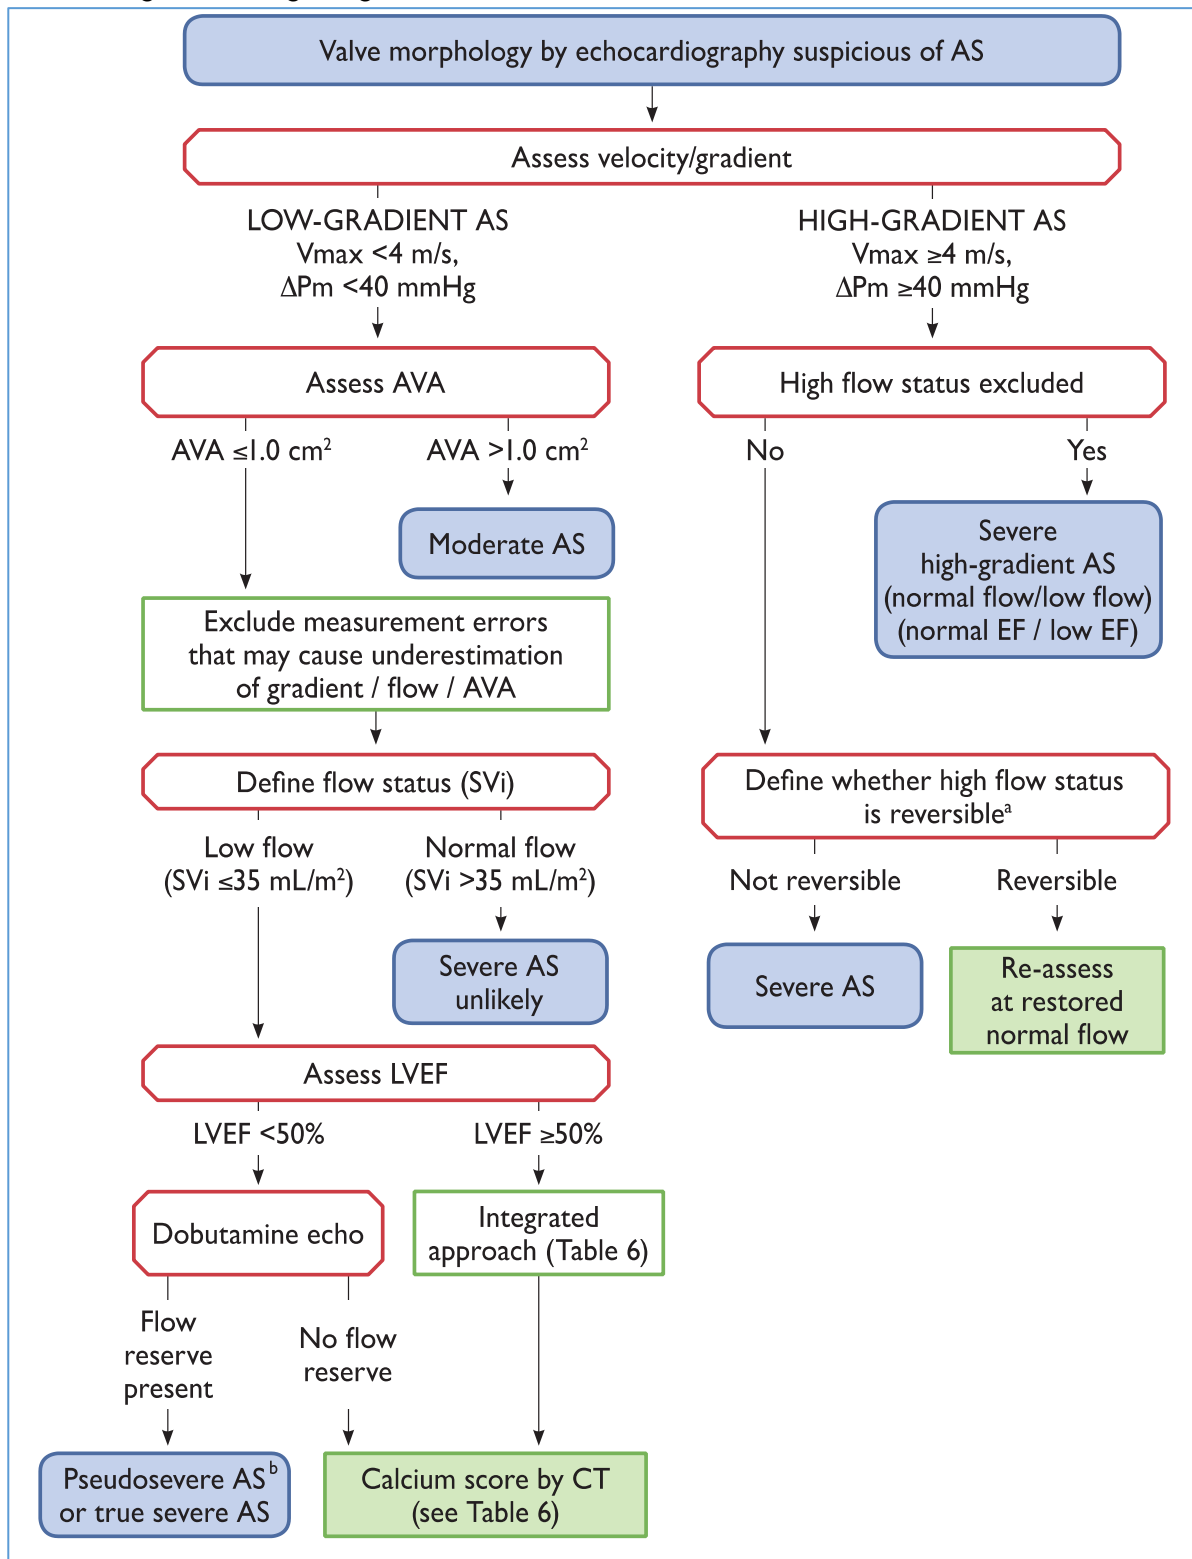 Valve morphology by echocardiography suspicious of AS
Assess velocity/gradient
LOW-GRADIENT AS
Vmax <4 m/s,
ΔPm <40 mmHg
HIGH-GRADIENT AS
Vmax ≥4 m/s,
ΔPm ≥40 mmHg
Assess AVA
High flow status excluded
AVA ≤1.0 cm²
AVA >1.0 cm²
No
Yes
Moderate AS
Severe
high-gradient AS
(normal flow/low flow)
(normal EF / low EF)
Exclude measurement errors
that may cause underestimation
of gradient / flow / AVA
Define flow status (SVi)
Define whether high flow status
is reversibleᵃ
Low flow
(SVi ≤35 mL/m²)
Normal flow
(SVi >35 mL/m²)
Not reversible
Reversible
Severe AS
unlikely
Severe AS
Re-assess
at restored
normal flow
Assess LVEF
LVEF <50%
LVEF ≥50%
Dobutamine echo
Integrated
approach (Table 6)
Flow
reserve
present
No flow
reserve
Pseudosevere ASᵇ
or true severe AS
Calcium score by CT
(see Table 6)